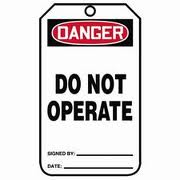 DANGER
DO NOT
OPERATE
SIGNED BY:
DATE: